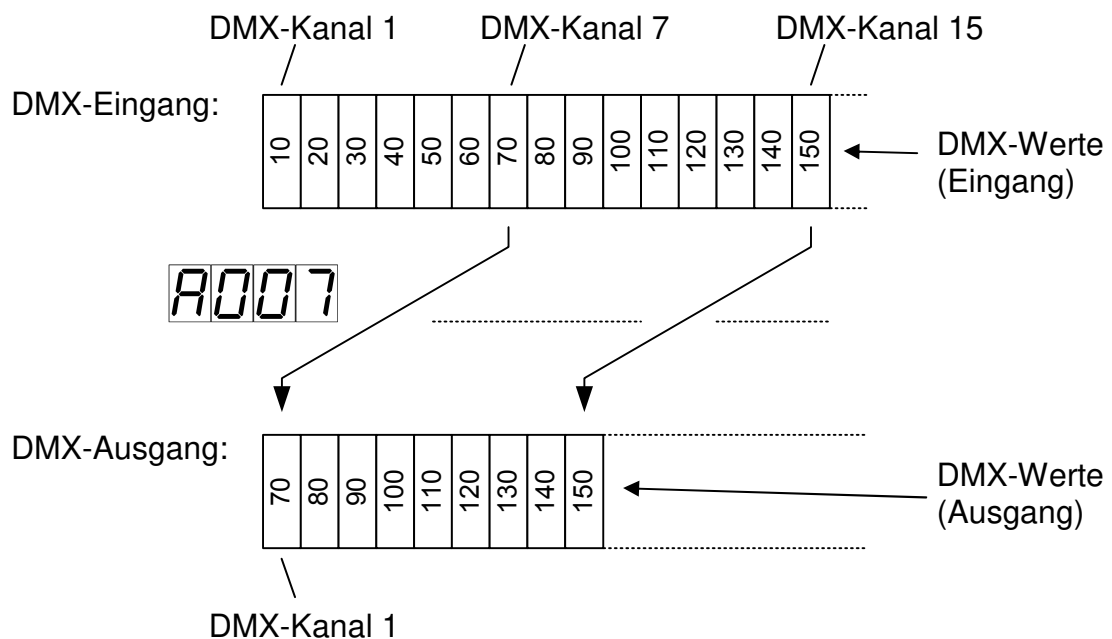 DMX-Kanal 1 DMX-Kanal 7 DMX-Kanal 15
DMX-Eingang:
10 20 30 40 50 60 70 80 90 100 110 120 130 140 150
DMX-Werte
(Eingang)
A007
DMX-Ausgang:
70 80 90 100 110 120 130 140 150
DMX-Werte
(Ausgang)
DMX-Kanal 1